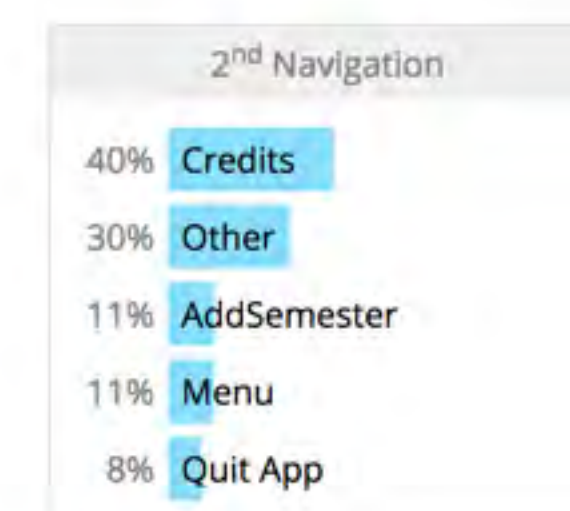 2nd Navigation
40% Credits
30% Other
11% AddSemester
11% Menu
8% Quit App